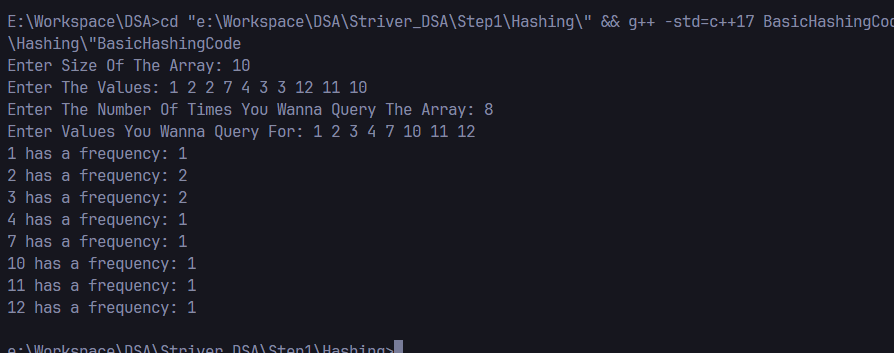 E:\Workspace\DSA>cd "e:\Workspace\DSA\Striver_DSA\Step1\Hashing\" && g++ -std=c++17 BasicHashingCod
\Hashing\"BasicHashingCode
Enter Size Of The Array: 10
Enter The Values: 1 2 2 7 4 3 3 12 11 10
Enter The Number Of Times You Wanna Query The Array: 8
Enter Values You Wanna Query For: 1 2 3 4 7 10 11 12
1 has a frequency: 1
2 has a frequency: 2
3 has a frequency: 2
4 has a frequency: 1
7 has a frequency: 1
10 has a frequency: 1
11 has a frequency: 1
12 has a frequency: 1
e:\Workspace\DSA\Striver_DSA\Step1\Hashing>